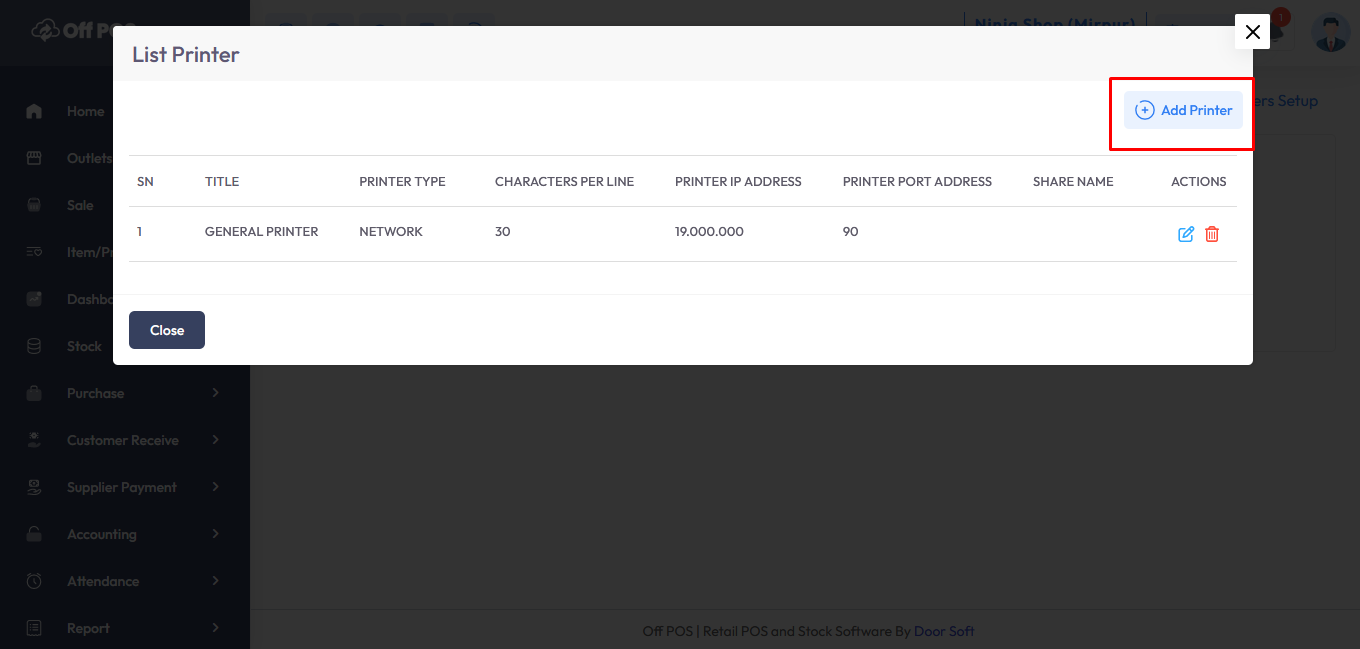 Off
Ninja Shop (Mirpur)
1
List Printer
ers Setup
Add Printer
SN TITLE PRINTER TYPE CHARACTERS PER LINE PRINTER IP ADDRESS PRINTER PORT ADDRESS SHARE NAME ACTIONS
1 GENERAL PRINTER NETWORK 30 19.000.000 90
Close
Home
Outlets
Sale
Item/Pr
Dashbo
Stock
Purchase
Customer Receive
Supplier Payment
Accounting
Attendance
Report
Off POS | Retail POS and Stock Software By Door Soft